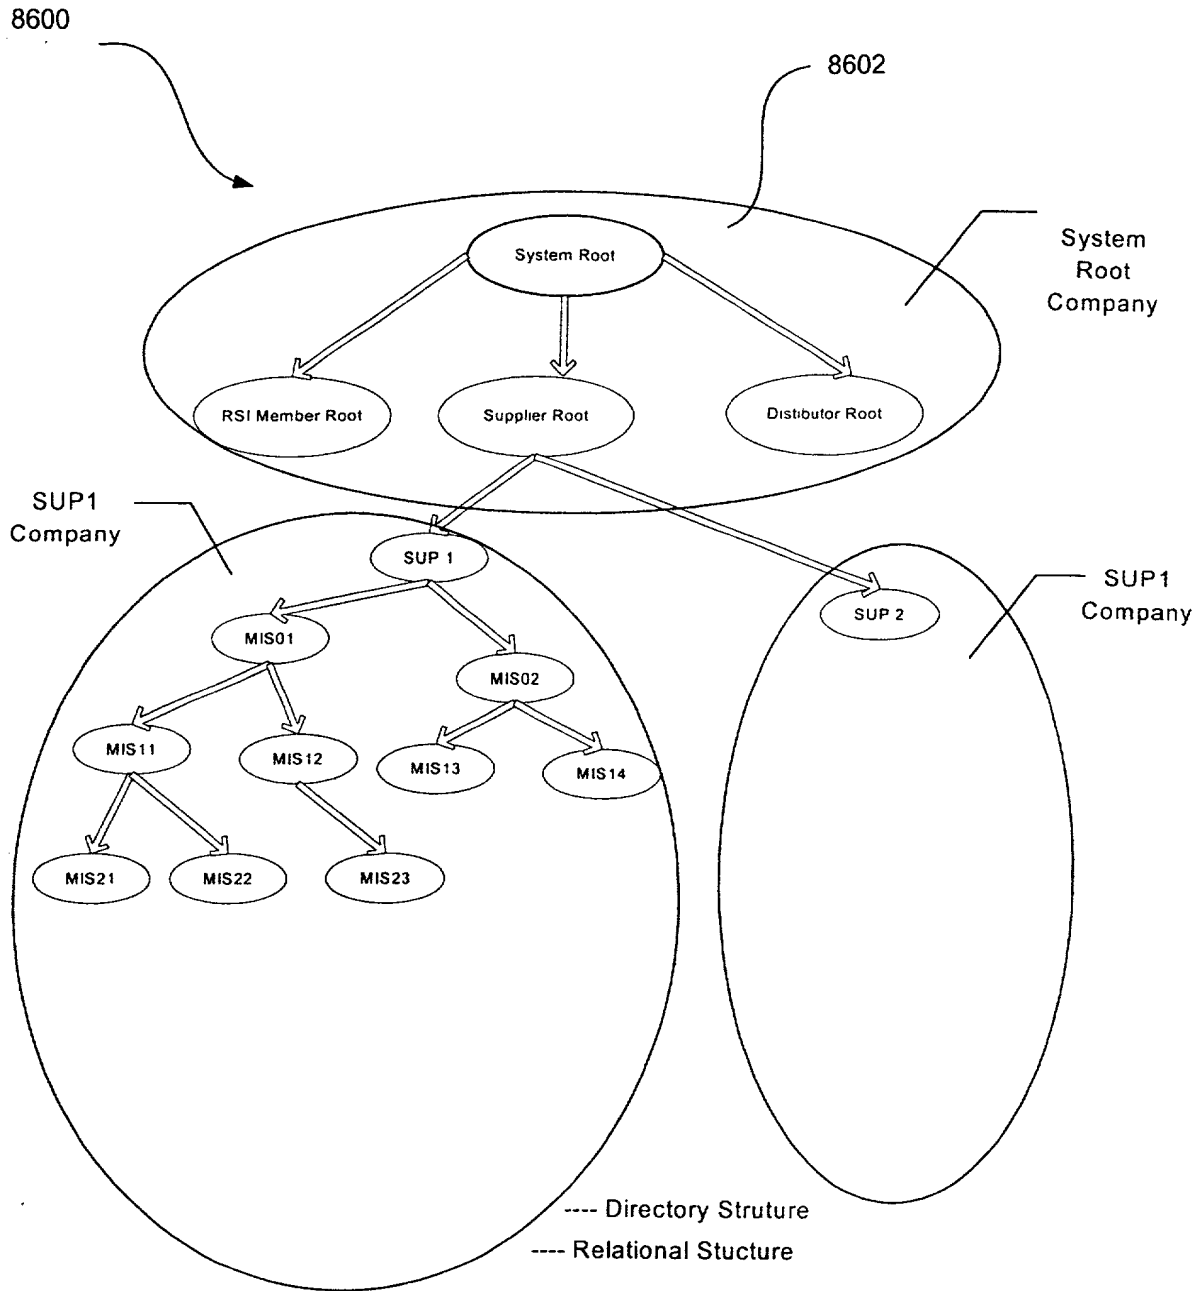 8600
8602
System Root
System
Root
Company
RSI Member Root
Supplier Root
Distibutor Root
SUP1
Company
SUP 1
SUP1
Company
SUP 2
MIS01
MIS02
MIS11
MIS12
MIS13
MIS14
MIS21
MIS22
MIS23
---- Directory Struture
---- Relational Stucture